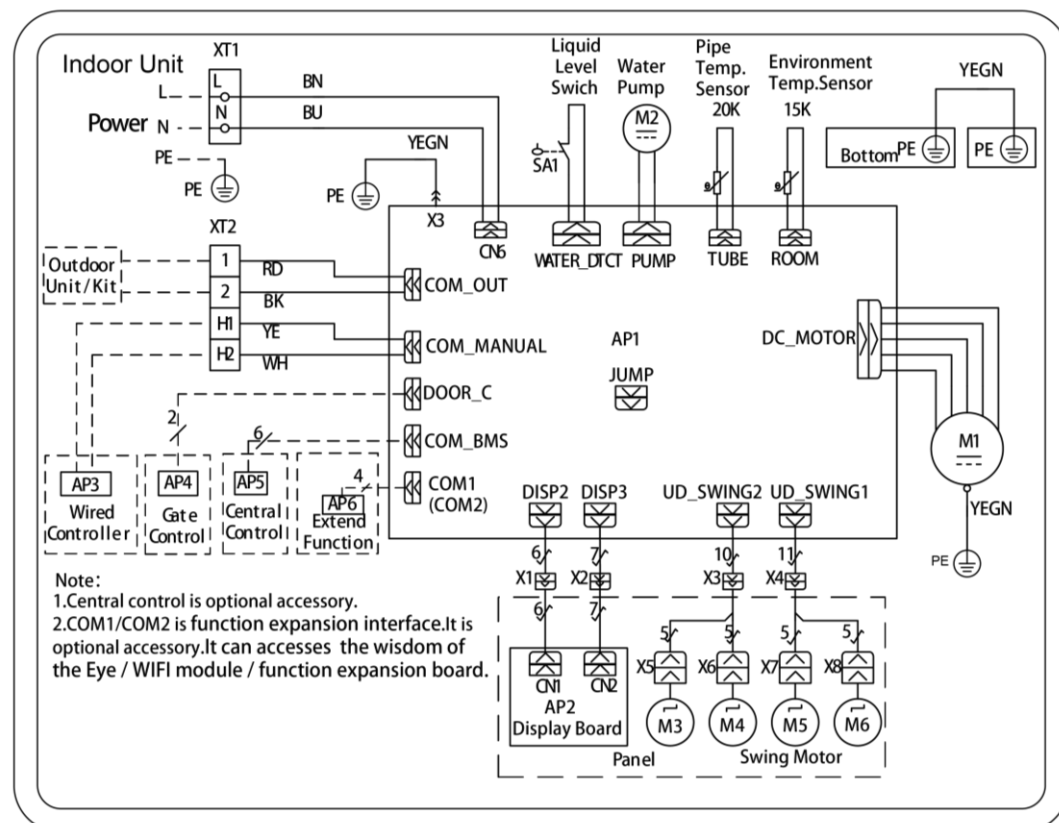 Indoor Unit
XT1
L
L
BN
Power
N
N
BU
PE
PE
YEGN
PE
X3
CN6
Liquid
Level
Swich
SA1
WATER_DTCT
Water
Pump
M2
PUMP
Pipe
Temp.
Sensor
20K
TUBE
Environment
Temp.Sensor
15K
ROOM
YEGN
Bottom
PE
PE
XT2
Outdoor
Unit/Kit
1
RD
2
BK
H1
YE
H2
WH
COM_OUT
COM_MANUAL
DOOR_C
COM_BMS
COM1
(COM2)
AP1
JUMP
DC_MOTOR
M1
YEGN
PE
2
6
4
AP3
Wired
Controller
AP4
Gate
Control
AP5
Central
Control
AP6
Extend
Function
DISP2
DISP3
UD_SWING2
UD_SWING1
6
7
10
11
X1
X2
X3
X4
6
7
5
5
5
5
X5
X6
X7
X8
CN1
CN2
AP2
Display Board
M3
M4
M5
M6
Panel
Swing Motor
Note:
1.Central control is optional accessory.
2.COM1/COM2 is function expansion interface.It is
optional accessory.It can accesses the wisdom of
the Eye / WIFI module / function expansion board.